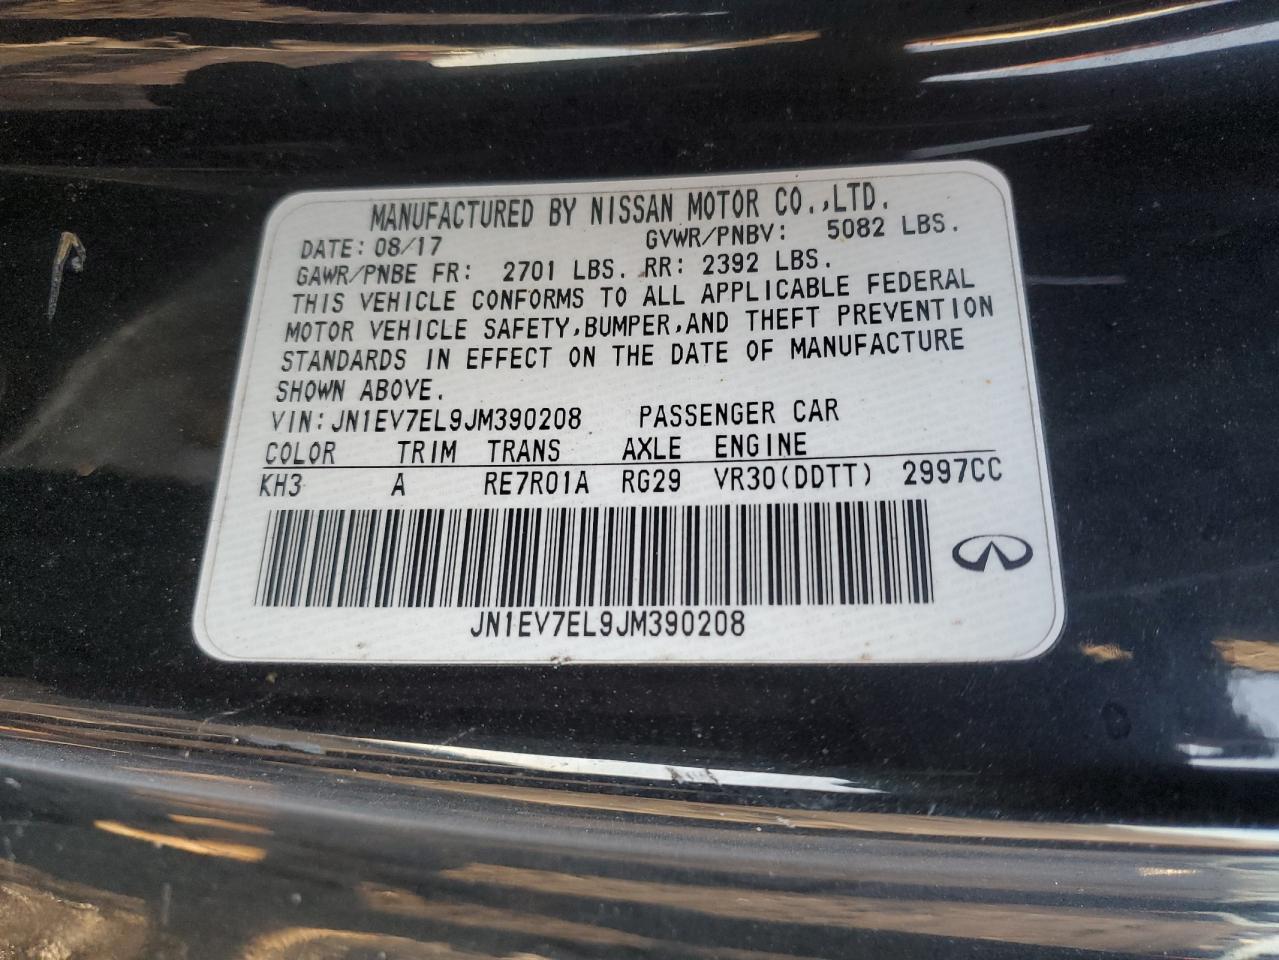 MANUFACTURED BY NISSAN MOTOR CO.,LTD.
DATE: 08/17 GVWR/PNBV: 5082 LBS.
GAWR/PNBE FR: 2701 LBS. RR: 2392 LBS.
THIS VEHICLE CONFORMS TO ALL APPLICABLE FEDERAL
MOTOR VEHICLE SAFETY,BUMPER,AND THEFT PREVENTION
STANDARDS IN EFFECT ON THE DATE OF MANUFACTURE
SHOWN ABOVE.
VIN:JN1EV7EL9JM390208 PASSENGER CAR
COLOR TRIM TRANS AXLE ENGINE
KH3 A RE7R01A RG29 VR30(DDTT) 2997CC
JN1EV7EL9JM390208